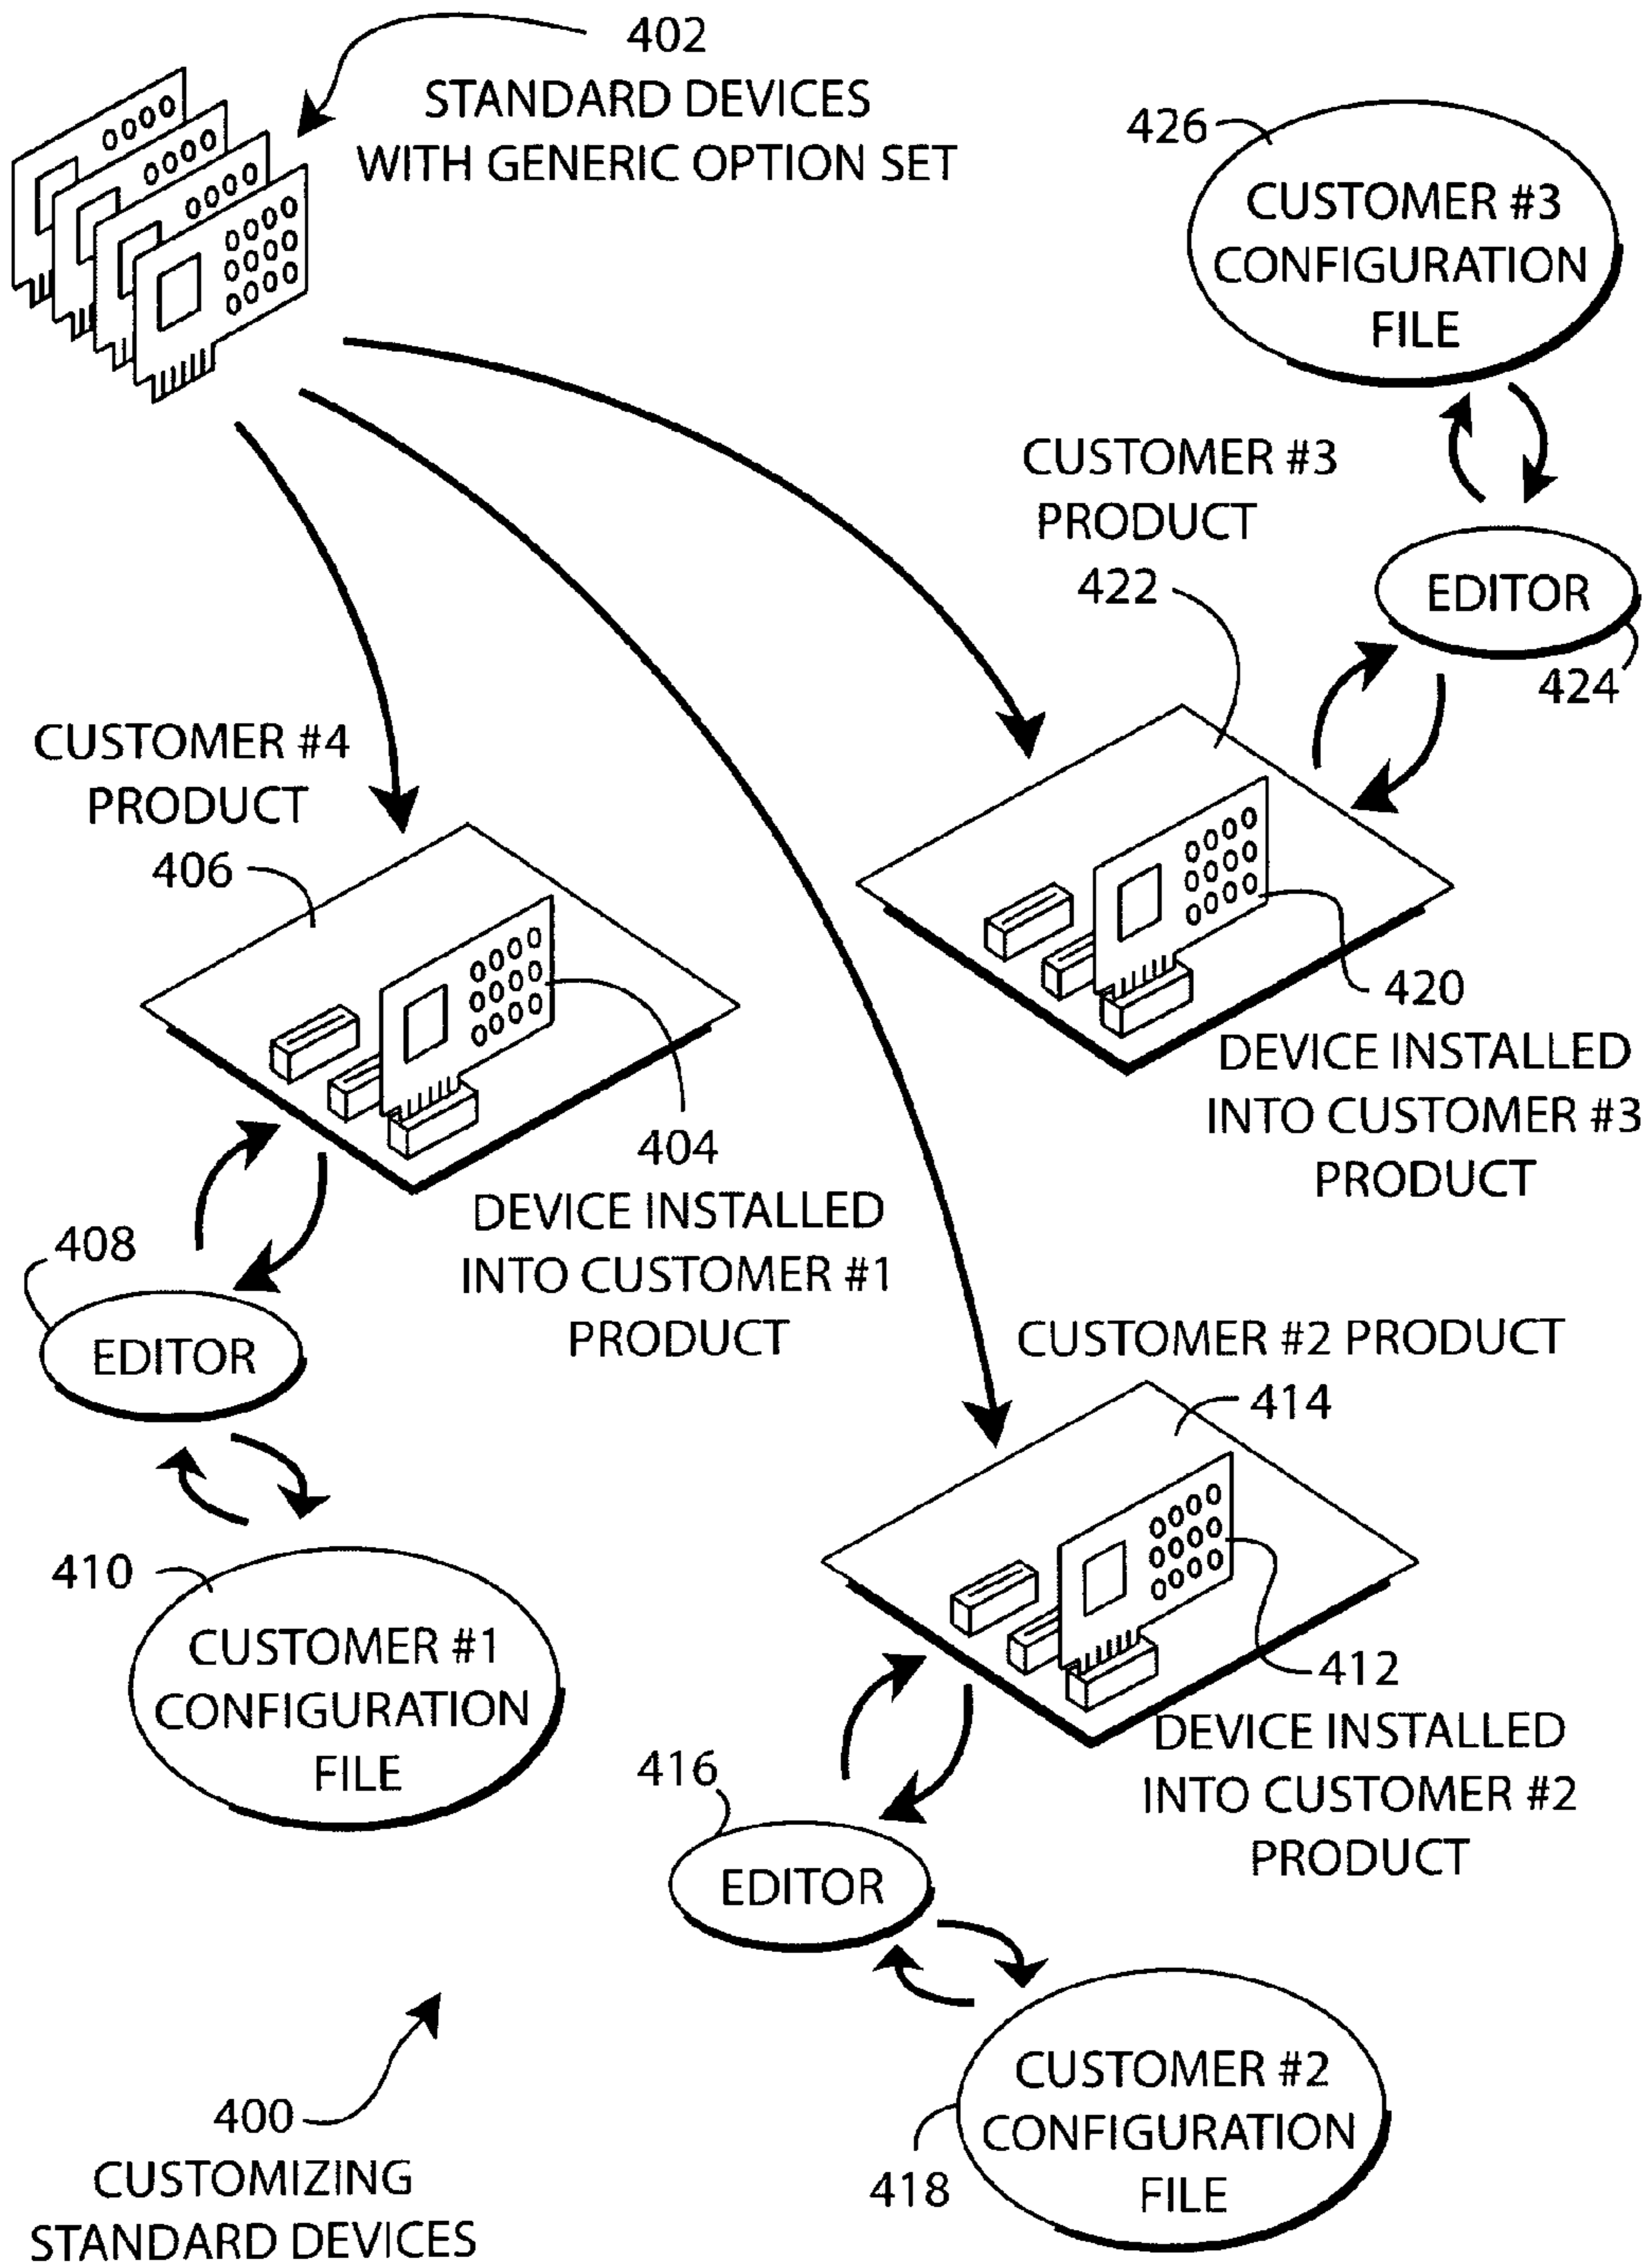 402
STANDARD DEVICES
WITH GENERIC OPTION SET
426
CUSTOMER #3
CONFIGURATION
FILE
CUSTOMER #3
PRODUCT
422
EDITOR
424
CUSTOMER #4
PRODUCT
406
420
DEVICE INSTALLED
INTO CUSTOMER #3
PRODUCT
404
DEVICE INSTALLED
INTO CUSTOMER #1
PRODUCT
408
EDITOR
CUSTOMER #2 PRODUCT
414
410
CUSTOMER #1
CONFIGURATION
FILE
412
DEVICE INSTALLED
INTO CUSTOMER #2
PRODUCT
416
EDITOR
400
CUSTOMIZING
STANDARD DEVICES
CUSTOMER #2
CONFIGURATION
FILE
418